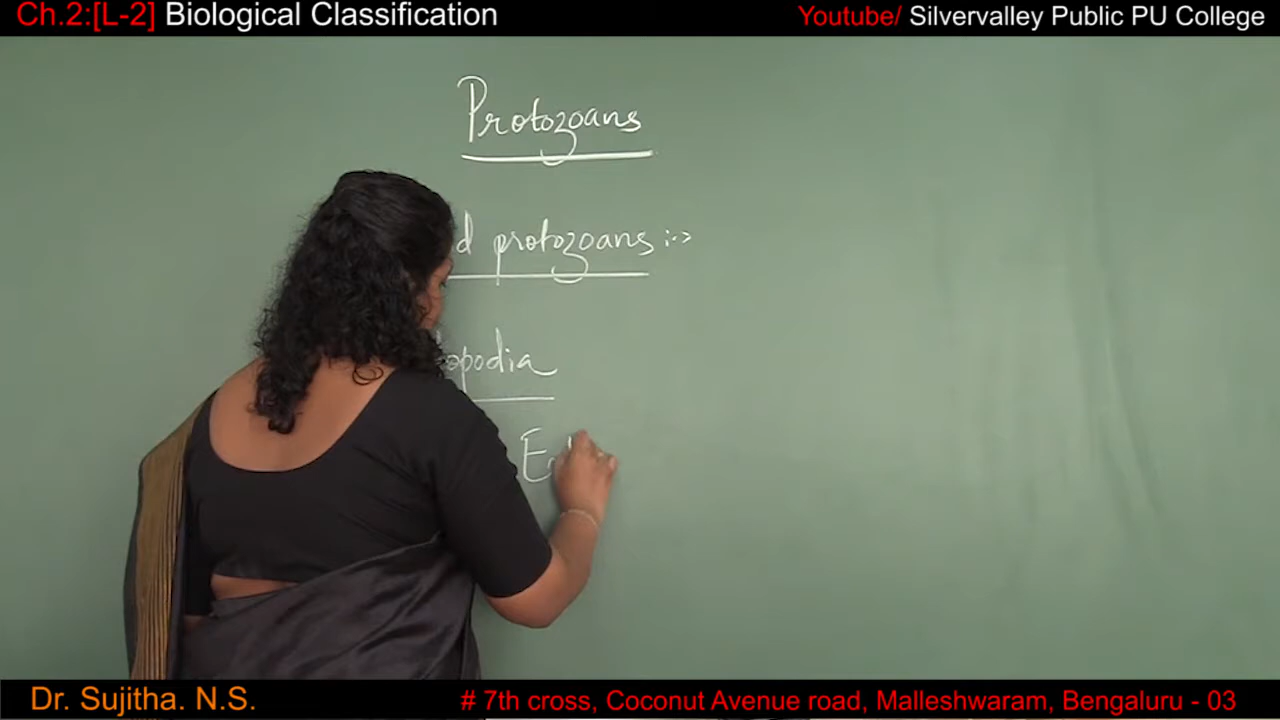 Ch.2:[L-2] Biological Classification
Youtube/ Silvervalley Public PU College
Protozoans
protozoans :->
Dr. Sujitha. N.S.
# 7th cross, Coconut Avenue road, Malleshwaram, Bengaluru - 03